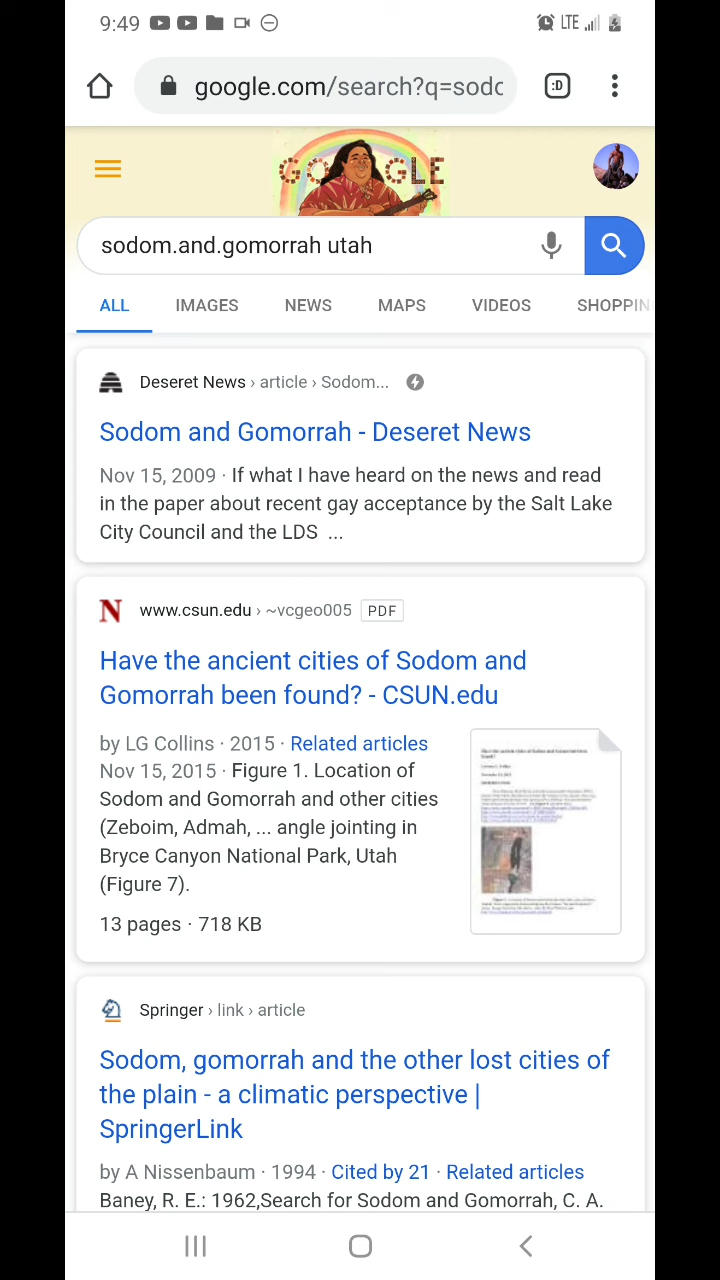 9:49
LTE
google.com/search?q=sodo
:D
GOOGLE
sodom.and.gomorrah utah
ALL IMAGES NEWS MAPS VIDEOS SHOPPIN
Deseret News › article › Sodom...
Sodom and Gomorrah - Deseret News
Nov 15, 2009 · If what I have heard on the news and read
in the paper about recent gay acceptance by the Salt Lake
City Council and the LDS ...
N www.csun.edu › ~vcgeo005 PDF
Have the ancient cities of Sodom and
Gomorrah been found? - CSUN.edu
by LG Collins · 2015 · Related articles
Nov 15, 2015 · Figure 1. Location of
Sodom and Gomorrah and other cities
(Zeboim, Admah, ... angle jointing in
Bryce Canyon National Park, Utah
(Figure 7).
13 pages · 718 KB
Springer › link › article
Sodom, gomorrah and the other lost cities of
the plain - a climatic perspective |
SpringerLink
by A Nissenbaum · 1994 · Cited by 21 · Related articles
Baney, R. E.: 1962,Search for Sodom and Gomorrah, C. A.